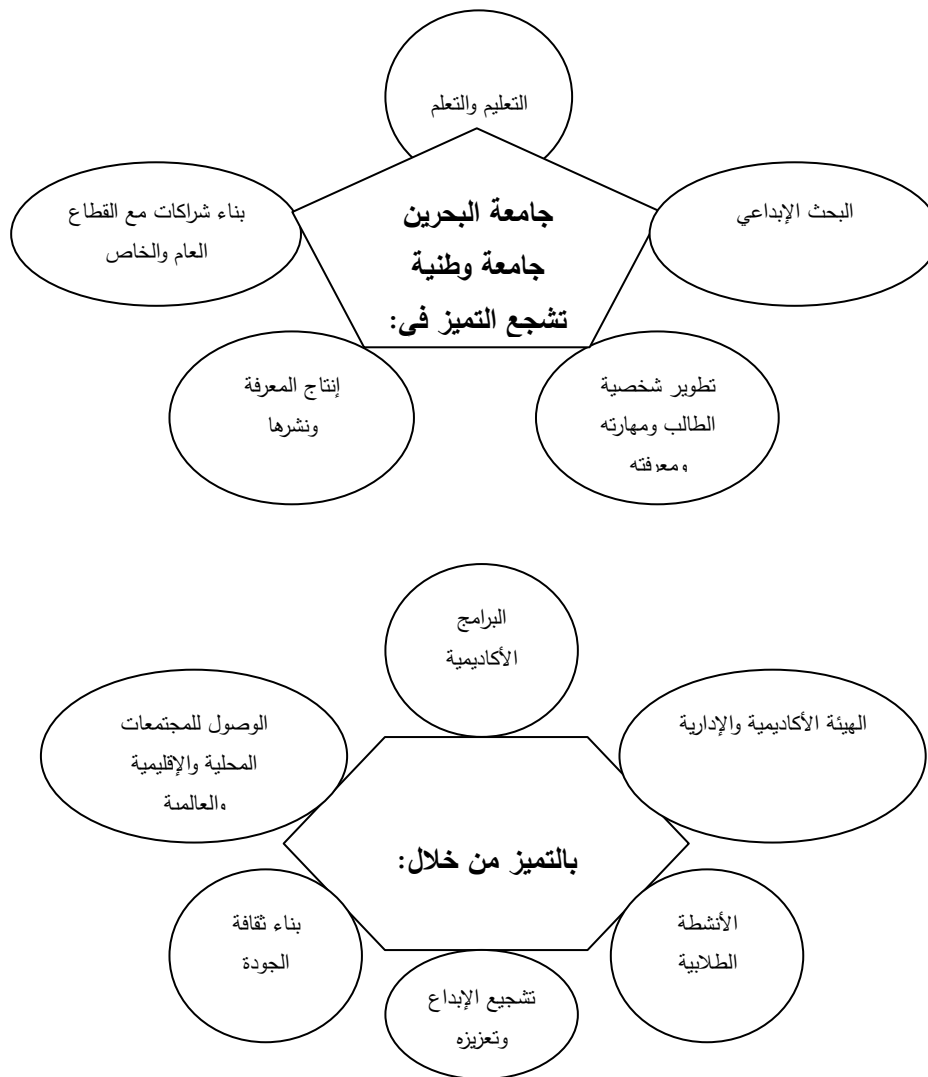 التعليم والتعلم
البحث الإبداعي
بناء شراكات مع القطاع
العام والخاص
جامعة البحرين
جامعة وطنية
تشجع التميز في:
تطوير شخصية
الطالب ومهارته
ومعرفته
إنتاج المعرفة
ونشرها
البرامج
الأكاديمية
الهيئة الأكاديمية والإدارية
الوصول للمجتمعات
المحلية والإقليمية
والعالمية
بالتميز من خلال:
الأنشطة
الطلابية
بناء ثقافة
الجودة
تشجيع الإبداع
وتعزيزه